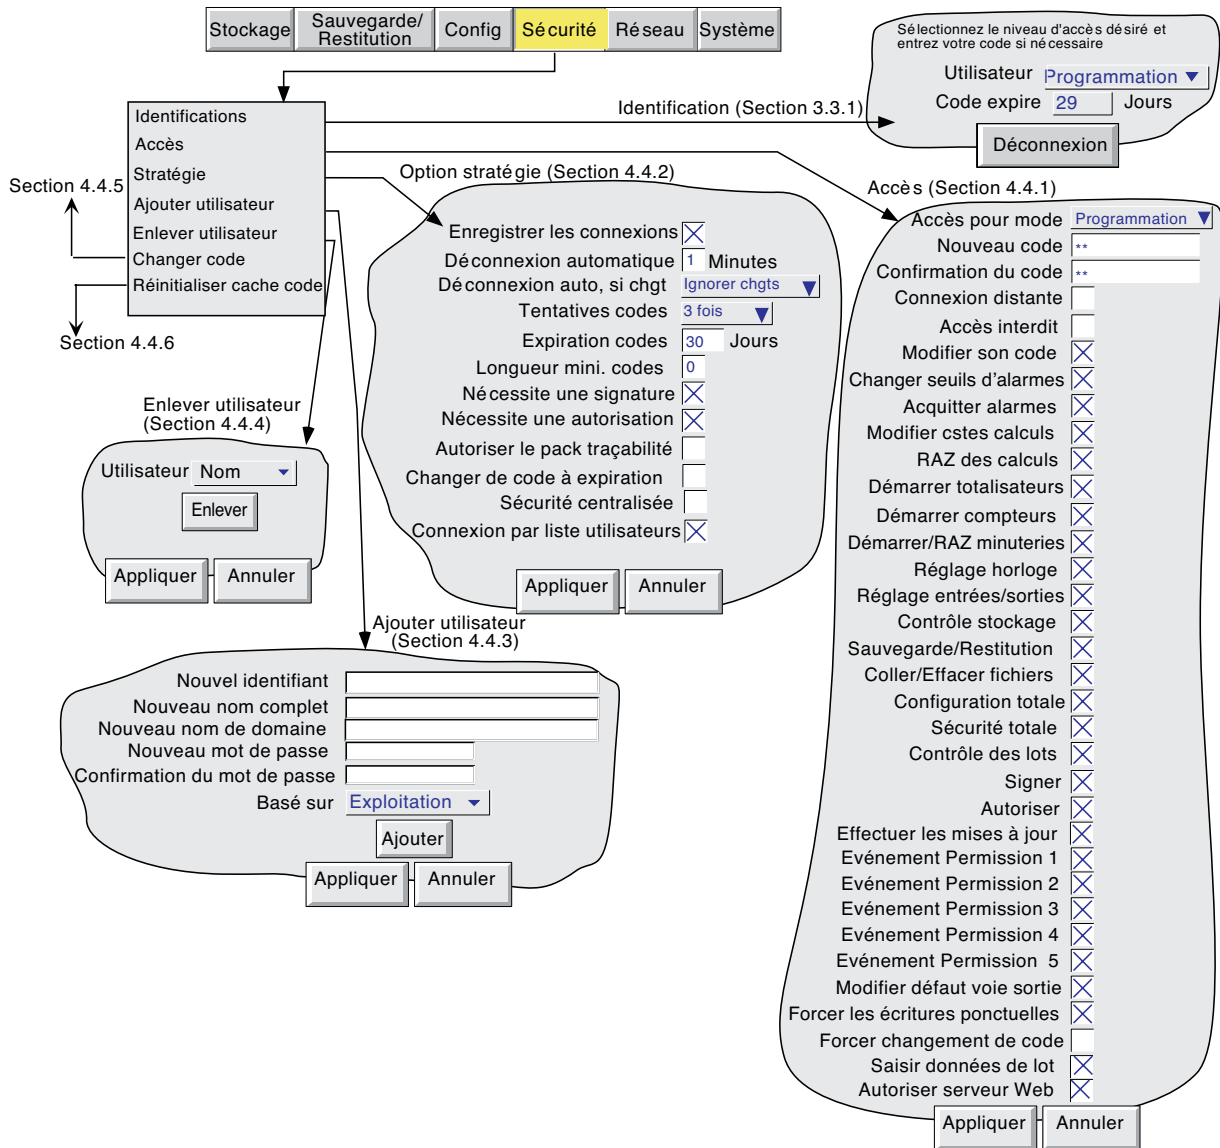 Stockage
Sauvegarde/
Restitution
Config
Sécurité
Réseau
Système
Sélectionnez le niveau d'accès désiré et
entrez votre code si nécessaire
Utilisateur Programmation
Code expire 29 Jours
Déconnexion
Identifications
Accès
Stratégie
Ajouter utilisateur
Enlever utilisateur
Changer code
Réinitialiser cache code
Identification (Section 3.3.1)
Section 4.4.5
Section 4.4.6
Option stratégie (Section 4.4.2)
Enregistrer les connexions
Déconnexion automatique 1 Minutes
Déconnexion auto, si chgt Ignorer chgts
Tentatives codes 3 fois
Expiration codes 30 Jours
Longueur mini. codes 0
Nécessite une signature
Nécessite une autorisation
Autoriser le pack traçabilité
Changer de code à expiration
Sécurité centralisée
Connexion par liste utilisateurs
Appliquer Annuler
Enlever utilisateur
(Section 4.4.4)
Utilisateur Nom
Enlever
Appliquer Annuler
Ajouter utilisateur
(Section 4.4.3)
Nouvel identifiant
Nouveau nom complet
Nouveau nom de domaine
Nouveau mot de passe
Confirmation du mot de passe
Basé sur Exploitation
Ajouter
Appliquer Annuler
Accès (Section 4.4.1)
Accès pour mode Programmation
Nouveau code **
Confirmation du code **
Connexion distante
Accès interdit
Modifier son code
Changer seuils d'alarmes
Acquitter alarmes
Modifier cstes calculs
RAZ des calculs
Démarrer totalisateurs
Démarrer compteurs
Démarrer/RAZ minuteries
Réglage horloge
Réglage entrées/sorties
Contrôle stockage
Sauvegarde/Restitution
Coller/Effacer fichiers
Configuration totale
Sécurité totale
Contrôle des lots
Signer
Autoriser
Effectuer les mises à jour
Evénement Permission 1
Evénement Permission 2
Evénement Permission 3
Evénement Permission 4
Evénement Permission 5
Modifier défaut voie sortie
Forcer les écritures ponctuelles
Forcer changement de code
Saisir données de lot
Autoriser serveur Web
Appliquer Annuler